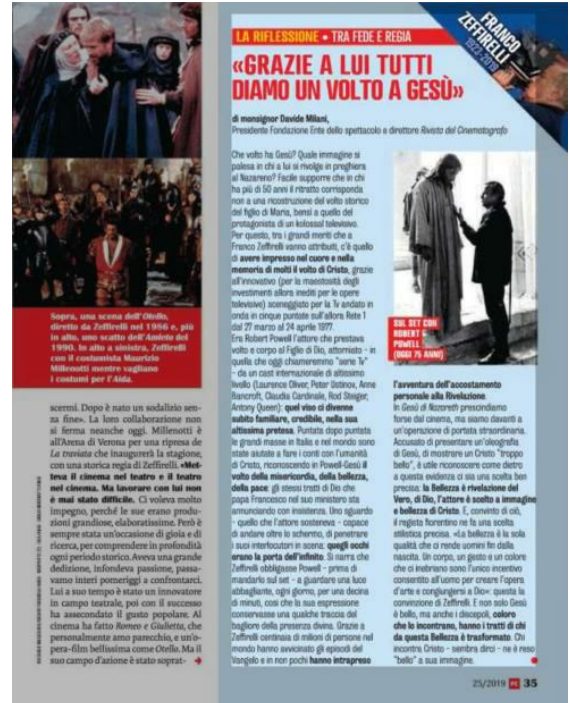 LA RIFLESSIONE • TRA FEDE E REGIA
FRANCO
ZEFFIRELLI
1923-2019
«GRAZIE A LUI TUTTI
DIAMO UN VOLTO A GESÙ»
di monsignor Davide Milani,
Presidente Fondazione Ente dello spettacolo e direttore Rivista del Cinematografo
Che volto ha Gesù? Quale immagine si
palesa in chi a lui si rivolge in preghiera
al Nazareno? Facile supporre che in chi
ha più di 50 anni il ritratto corrisponda
non a una ricostruzione del volto storico
del figlio di Maria, bensì a quello del
protagonista di un kolossal televisivo.
Per questo, tra i grandi meriti che a
Franco Zeffirelli vanno attribuiti, c'è quello
di avere impresso nel cuore e nella
memoria di molti il volto di Cristo, grazie
all'innovativo (per la maestosità degli
investimenti allora inediti per le opere
televisive) sceneggiato per la Tv andato in
onda in cinque puntate sull'allora Rete 1
dal 27 marzo al 24 aprile 1977.
Era Robert Powell l'attore che prestava
volto e corpo al Figlio di Dio, attorniato - in
quella che oggi chiameremmo "serie Tv"
- da un cast internazionale di altissimo
livello (Laurence Oliver, Peter Ustinov, Anne
Bancroft, Claudia Cardinale, Rod Steiger,
Antony Queen): quel viso ci divenne
subito familiare, credibile, nella sua
altissima pretesa. Puntata dopo puntata
le grandi masse in Italia e nel mondo sono
state aiutate a fare i conti con l'umanità
di Cristo, riconoscendo in Powell-Gesù il
volto della misericordia, della bellezza,
della pace: gli stessi tratti di Dio che
papa Francesco nel suo ministero sta
annunciando con insistenza. Uno sguardo
- quello che l'attore sosteneva - capace
di andare oltre lo schermo, di penetrare
i suoi interlocutori in scena: quegli occhi
erano la porta dell'infinito. Si narra che
Zeffirelli obbligasse Powell - prima di
mandarlo sul set - a guardare una luce
abbagliante, ogni giorno, per una decina
di minuti, così che la sua espressione
conservasse una qualche traccia del
bagliore della presenza divina. Grazie a
Zeffirelli centinaia di milioni di persone nel
mondo hanno avvicinato gli episodi del
Vangelo e in non pochi hanno intrapreso
SUL SET CON
ROBERT
POWELL
(OGGI 75 ANNI)
l'avventura dell'accostamento
personale alla Rivelazione.
In Gesù di Nazareth prescindiamo
forse dal cinema, ma siamo davanti a
un'operazione di portata straordinaria.
Accusato di presentare un'oleografia
di Gesù, di mostrare un Cristo "troppo
bello", è utile riconoscere come dietro
a questa evidenza ci sia una scelta ben
precisa: la Bellezza è rivelazione del
Vero, di Dio, l'attore è scelto a immagine
e bellezza di Cristo. E, convinto di ciò,
il regista fiorentino ne fa una scelta
stilistica precisa. «La bellezza è la sola
qualità che ci rende uomini fin dalla
nascita. Un corpo, un gesto e un colore
che ci inebriano sono l'unico incentivo
consentito all'uomo per creare l'opera
d'arte e congiungersi a Dio»: questa la
convinzione di Zeffirelli. E non solo Gesù
è bello, ma anche i discepoli, coloro
che lo incontrano, hanno i tratti di chi
da questa Bellezza è trasformato. Chi
incontra Cristo - sembra dirci - ne è reso
"bello" a sua immagine.
Sopra, una scena dell'Otello,
diretto da Zeffirelli nel 1986 e, più
in alto, uno scatto dell'Amleto del
1990. In alto a sinistra, Zeffirelli
con il costumista Maurizio
Millenotti mentre vagliano
i costumi per l'Aida.
scermi. Dopo è nato un sodalizio sen-
za fine». La loro collaborazione non
si ferma neanche oggi. Millenotti è
all'Arena di Verona per una ripresa de
La traviata che inaugurerà la stagione,
con una storica regia di Zeffirelli. «Met-
teva il cinema nel teatro e il teatro
nel cinema. Ma lavorare con lui non
è mai stato difficile. Ci voleva molto
impegno, perché le sue erano produ-
zioni grandiose, elaboratissime. Però è
sempre stata un'occasione di gioia e di
ricerca, per comprendere in profondità
ogni periodo storico. Aveva una grande
dedizione, infondeva passione, passa-
vamo interi pomeriggi a confrontarci.
Lui a suo tempo è stato un innovatore
in campo teatrale, poi con il successo
ha assecondato il gusto popolare. Al
cinema ha fatto Romeo e Giulietta, che
personalmente amo parecchio, e un'o-
pera-film bellissima come Otello. Ma il
suo campo d'azione è stato soprat-
25/2019 FC 35